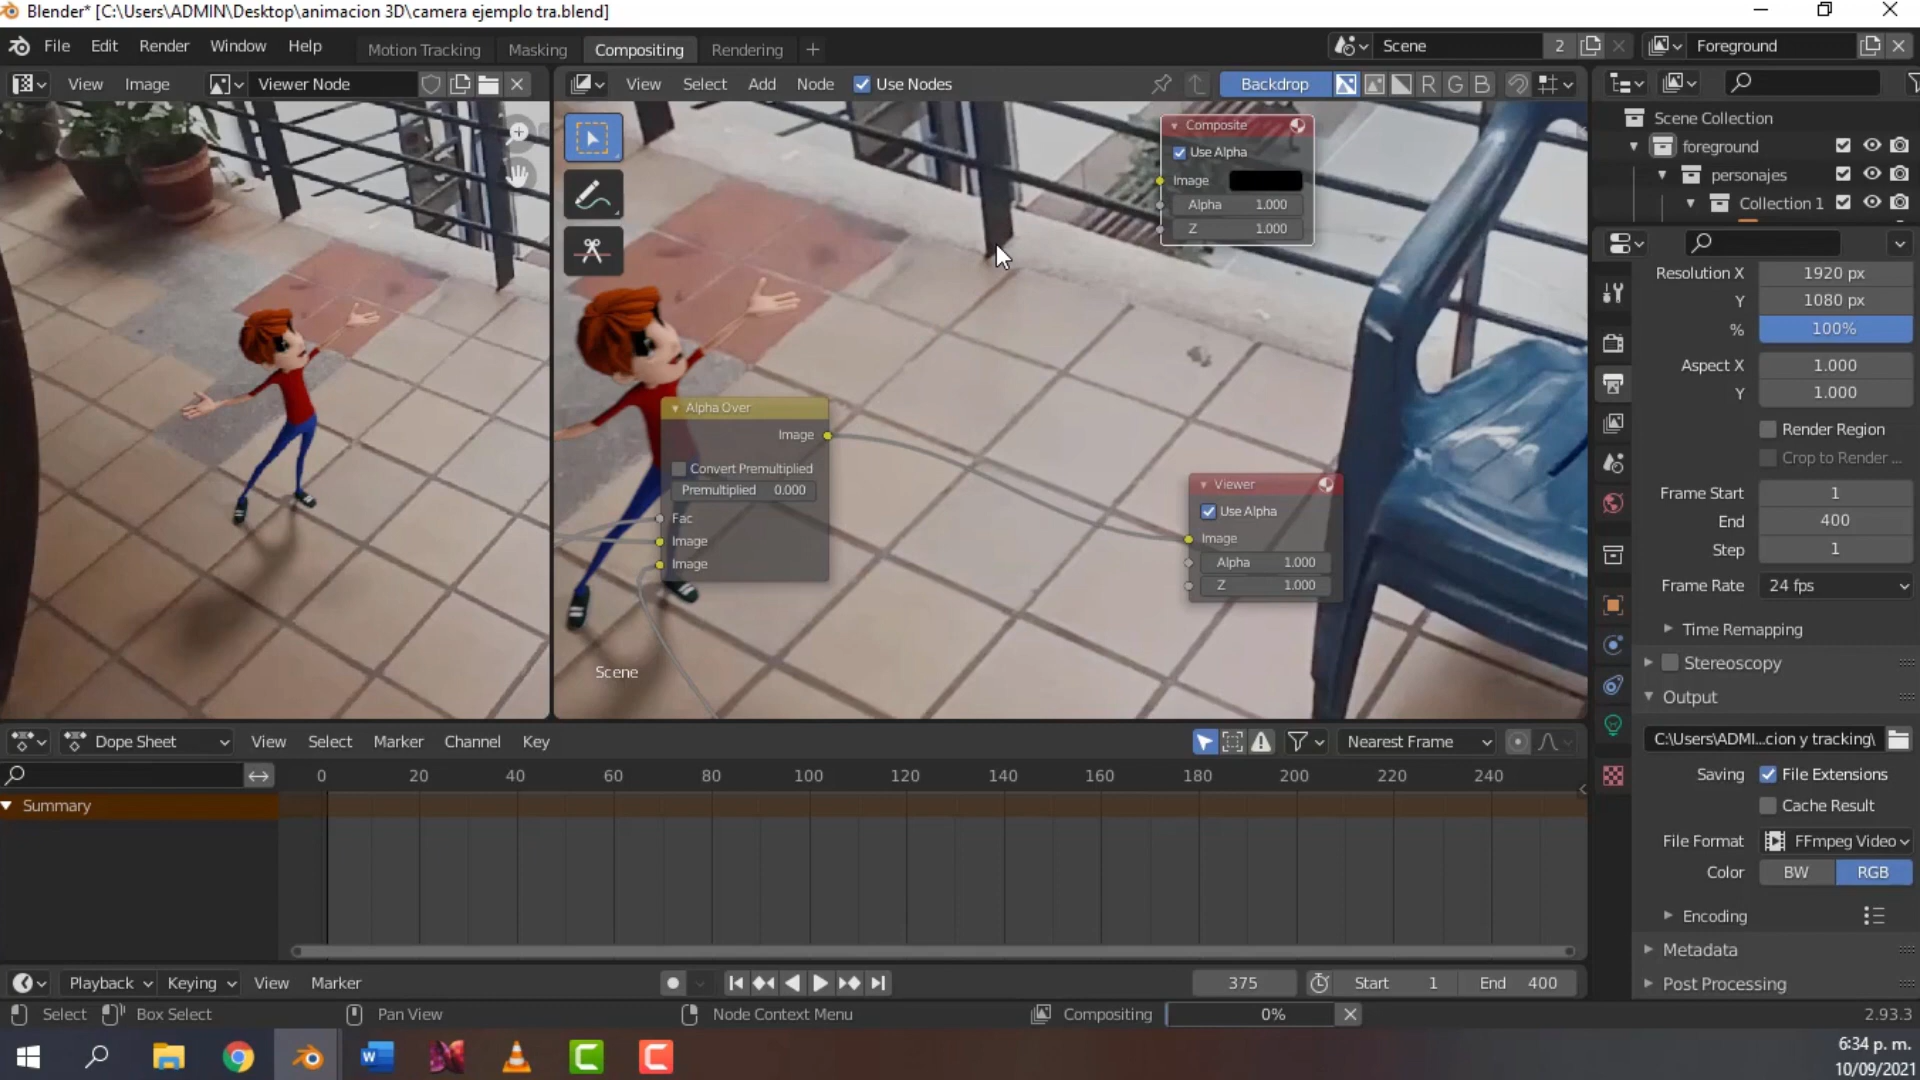 Blender* [C:\Users\ADMIN\Desktop\animacion 3D\camera ejemplo tra.blend]
File Edit Render Window Help
Motion Tracking Masking Compositing Rendering +
Scene 2
Foreground
View Image
Viewer Node
View Select Add Node Use Nodes
Backdrop
R G B
Composite
Use Alpha
Image
Alpha 1.000
Z 1.000
Alpha Over
Image
Convert Premultiplied
Premultiplied 0.000
Fac
Image
Image
Viewer
Use Alpha
Image
Alpha 1.000
Z 1.000
Scene
Scene Collection
foreground
personajes
Collection 1
Resolution X 1920 px
Y 1080 px
% 100%
Aspect X 1.000
Y 1.000
Render Region
Crop to Render ...
Frame Start 1
End 400
Step 1
Frame Rate 24 fps
Time Remapping
Stereoscopy
Output
C:\Users\ADMI...cion y tracking\
Saving File Extensions
Cache Result
File Format FFmpeg Video
Color BW RGB
Encoding
Metadata
Post Processing
Dope Sheet View Select Marker Channel Key
Nearest Frame
0 20 40 60 80 100 120 140 160 180 200 220 240
Summary
Playback Keying View Marker
375 Start 1 End 400
Select Box Select Pan View Node Context Menu Compositing 0% 2.93.3
6:34 p. m.
10/09/2021